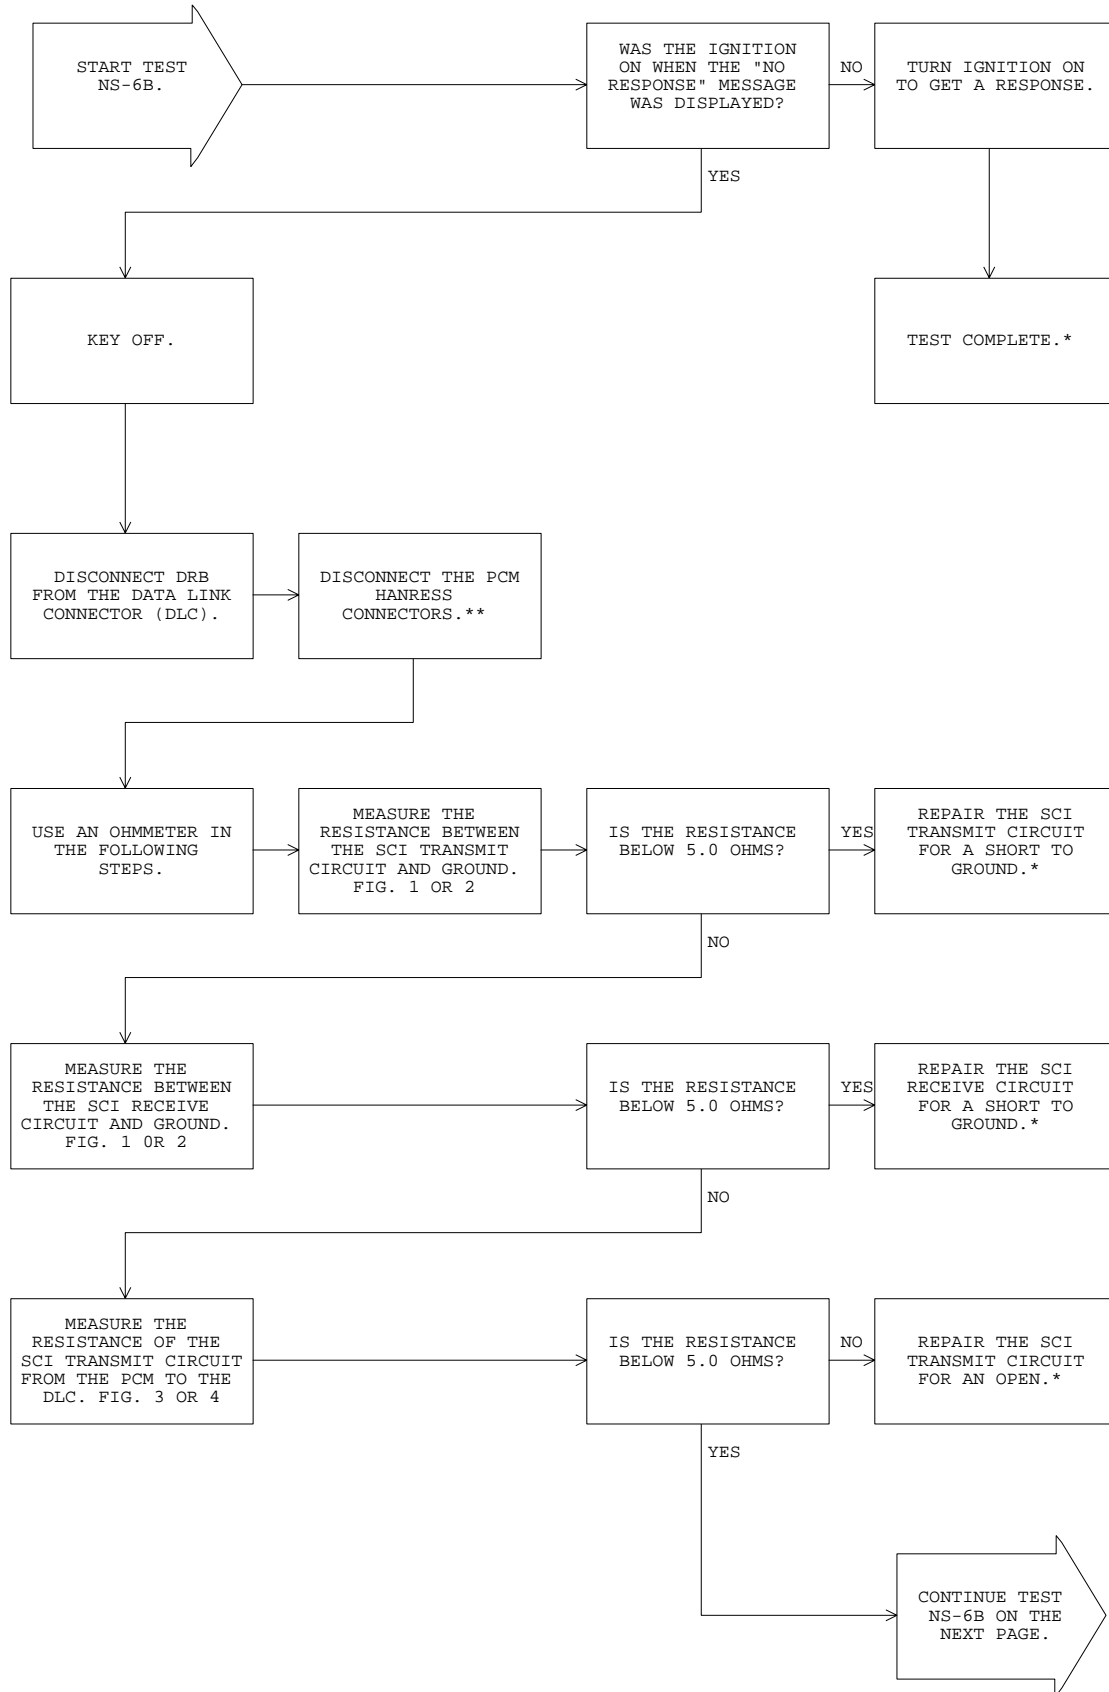 START TEST
NS-6B.
WAS THE IGNITION
ON WHEN THE "NO
RESPONSE" MESSAGE
WAS DISPLAYED?
NO
TURN IGNITION ON
TO GET A RESPONSE.
YES
KEY OFF.
TEST COMPLETE.*
DISCONNECT DRB
FROM THE DATA LINK
CONNECTOR (DLC).
DISCONNECT THE PCM
HANRESS
CONNECTORS.**
USE AN OHMMETER IN
THE FOLLOWING
STEPS.
MEASURE THE
RESISTANCE BETWEEN
THE SCI TRANSMIT
CIRCUIT AND GROUND.
FIG. 1 OR 2
IS THE RESISTANCE
BELOW 5.0 OHMS?
YES
REPAIR THE SCI
TRANSMIT CIRCUIT
FOR A SHORT TO
GROUND.*
NO
MEASURE THE
RESISTANCE BETWEEN
THE SCI RECEIVE
CIRCUIT AND GROUND.
FIG. 1 0R 2
IS THE RESISTANCE
BELOW 5.0 OHMS?
YES
REPAIR THE SCI
RECEIVE CIRCUIT
FOR A SHORT TO
GROUND.*
NO
MEASURE THE
RESISTANCE OF THE
SCI TRANSMIT CIRCUIT
FROM THE PCM TO THE
DLC. FIG. 3 OR 4
IS THE RESISTANCE
BELOW 5.0 OHMS?
NO
REPAIR THE SCI
TRANSMIT CIRCUIT
FOR AN OPEN.*
YES
CONTINUE TEST
NS-6B ON THE
NEXT PAGE.